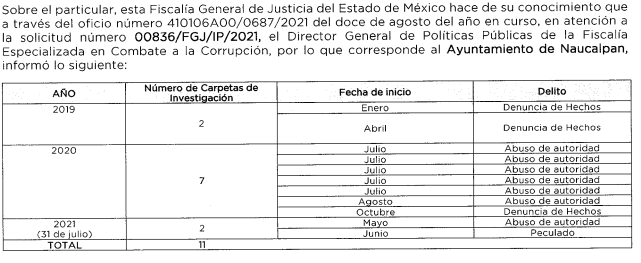 Sobre el particular, esta Fiscalía General de Justicia del Estado de México hace de su conocimiento que
a través del oficio número 410106A00/0687/2021 del doce de agosto del año en curso, en atención a
la solicitud número 00836/FGJ/IP/2021, el Director General de Políticas Públicas de la Fiscalía
Especializada en Combate a la Corrupción, por lo que corresponde al Ayuntamiento de Naucalpan,
informó lo siguiente:
AÑO Número de Carpetas de Investigación Fecha de inicio Delito
2019 2 Enero Denuncia de Hechos
Abril Denuncia de Hechos
2020 7 Julio Abuso de autoridad
Julio Abuso de autoridad
Julio Abuso de autoridad
Julio Abuso de autoridad
Julio Abuso de autoridad
Agosto Abuso de autoridad
Octubre Denuncia de Hechos
2021 (31 de julio) 2 Mayo Abuso de autoridad
Junio Peculado
TOTAL 11